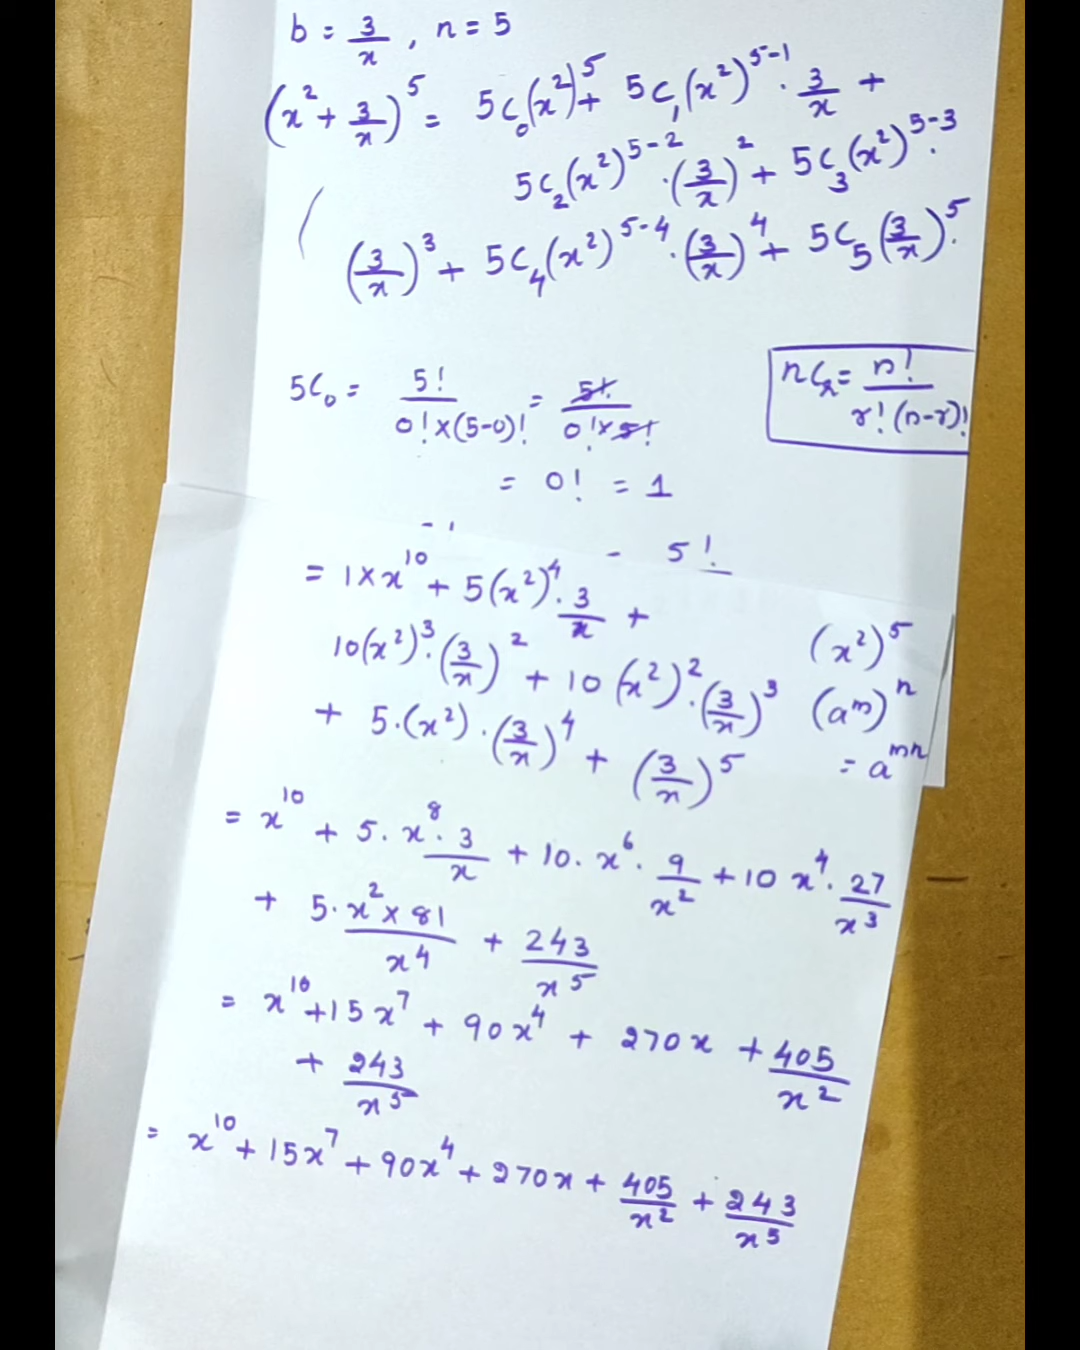 b = 3/x , n = 5
(x² + 3/x)⁵ = 5C₀(x²)⁵ + 5C₁(x²)⁵⁻¹ · 3/x +
5C₂(x²)⁵⁻² · (3/x)² + 5C₃(x²)⁵⁻³ ·
(3/x)³ + 5C₄(x²)⁵⁻⁴ · (3/x)⁴ + 5C₅(3/x)⁵.
5C₀ = 5!/(0! × (5-0)!) = 5!/(0! × 5!)
nCᵣ = n!/(r!(n-r)!)
= 0! = 1
- 5!
= 1 × x¹⁰ + 5(x²)⁴ · 3/x +
(x²)⁵
10(x²)³ · (3/x)² + 10(x²)² · (3/x)³
(aᵐ)ⁿ
+ 5·(x²) · (3/x)⁴ + (3/x)⁵
= aᵐⁿ
= x¹⁰ + 5 · x⁸ · 3/x + 10 · x⁶ · 9/x² + 10 x⁴ · 27/x³
+ 5 · x² × 81/x⁴ + 243/x⁵
= x¹⁰ + 15x⁷ + 90x⁴ + 270x + 405/x²
+ 243/x⁵
= x¹⁰ + 15x⁷ + 90x⁴ + 270x + 405/x² + 243/x⁵